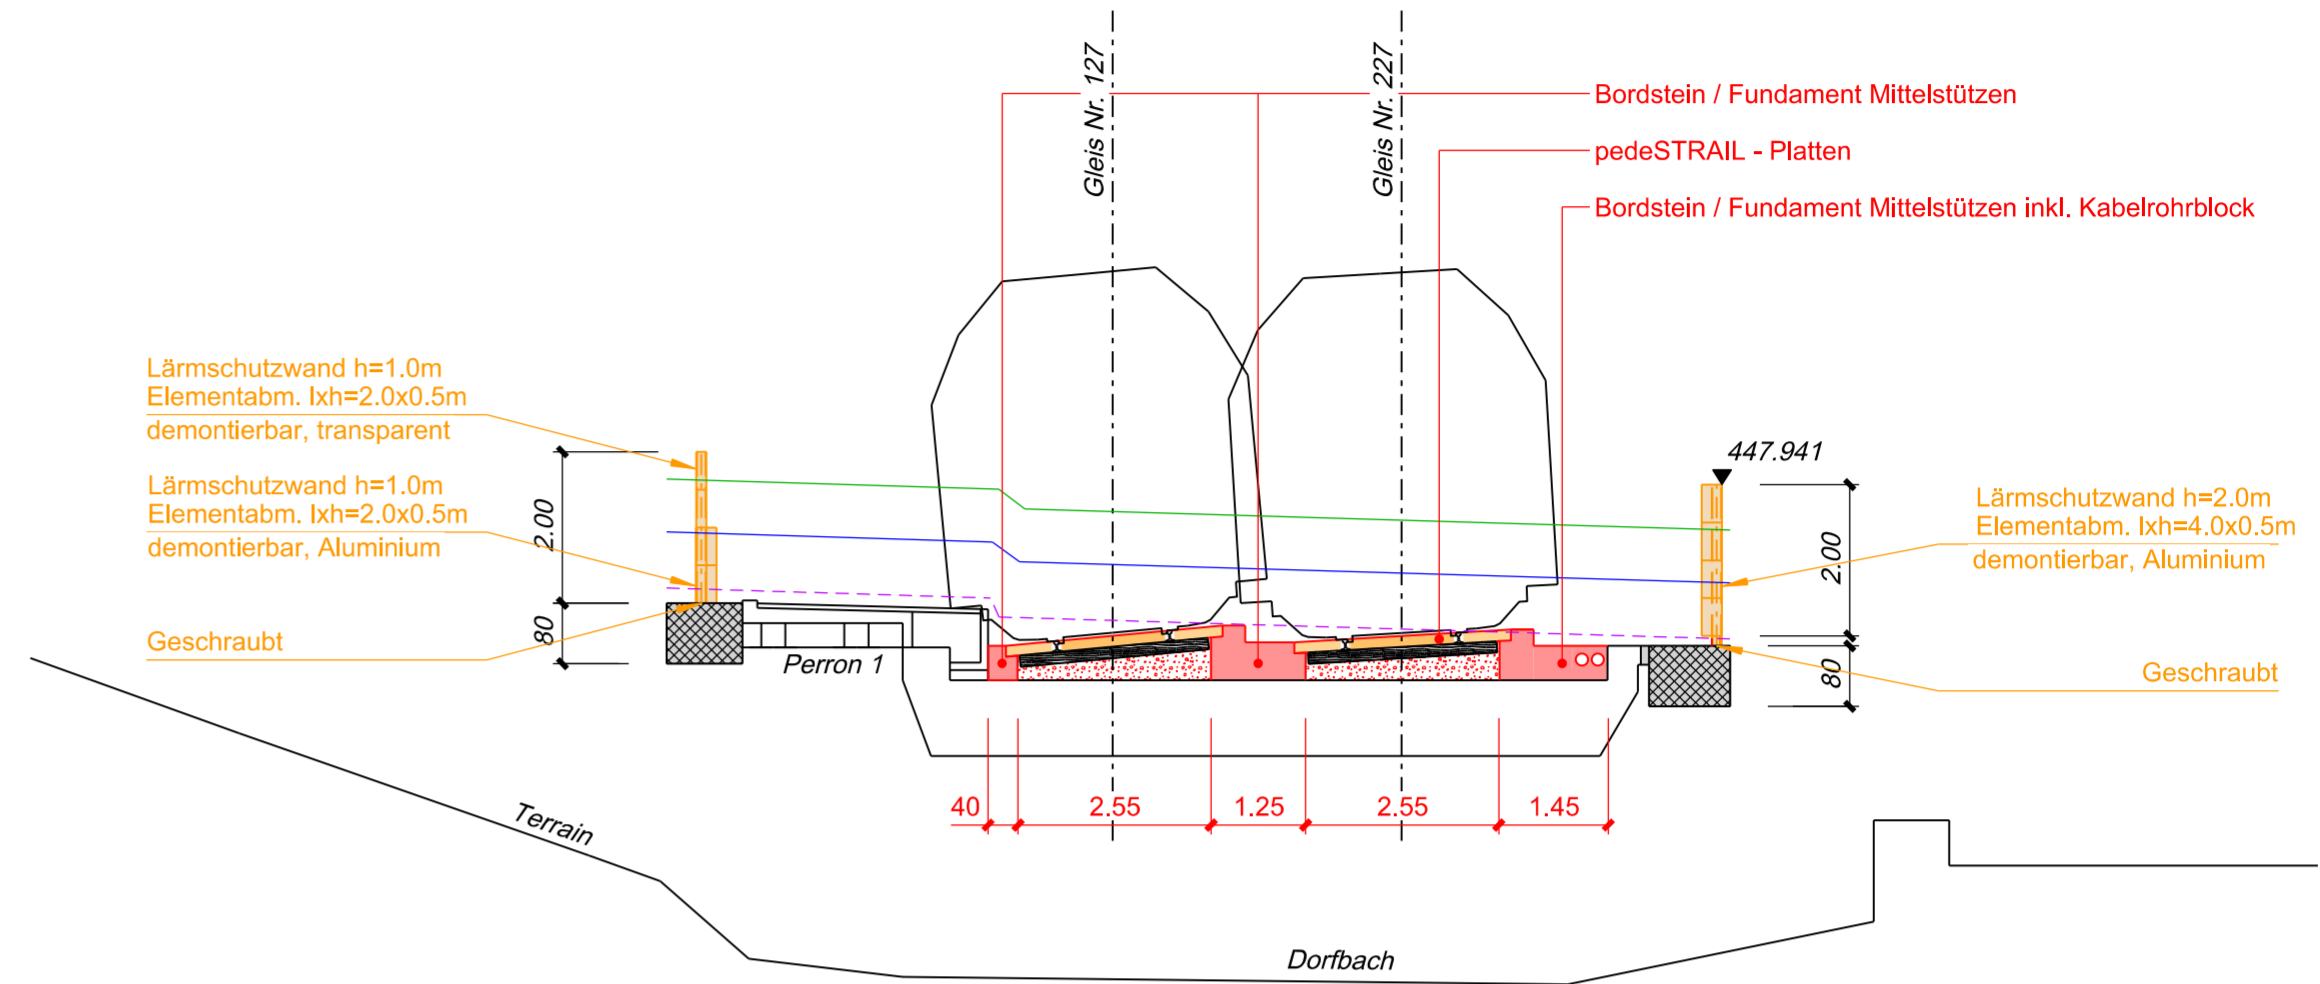 Gleis Nr. 127
Gleis Nr. 227
Bordstein / Fundament Mittelstützen
pedeSTRAIL - Platten
Bordstein / Fundament Mittelstützen inkl. Kabelrohrblock
Lärmschutzwand h=1.0m
Elementabm. lxh=2.0x0.5m
demontierbar, transparent
Lärmschutzwand h=1.0m
Elementabm. lxh=2.0x0.5m
demontierbar, Aluminium
Geschraubt
2.00
80
Perron 1
447.941
Lärmschutzwand h=2.0m
Elementabm. lxh=4.0x0.5m
demontierbar, Aluminium
2.00
80
Geschraubt
40
2.55
1.25
2.55
1.45
Terrain
Dorfbach